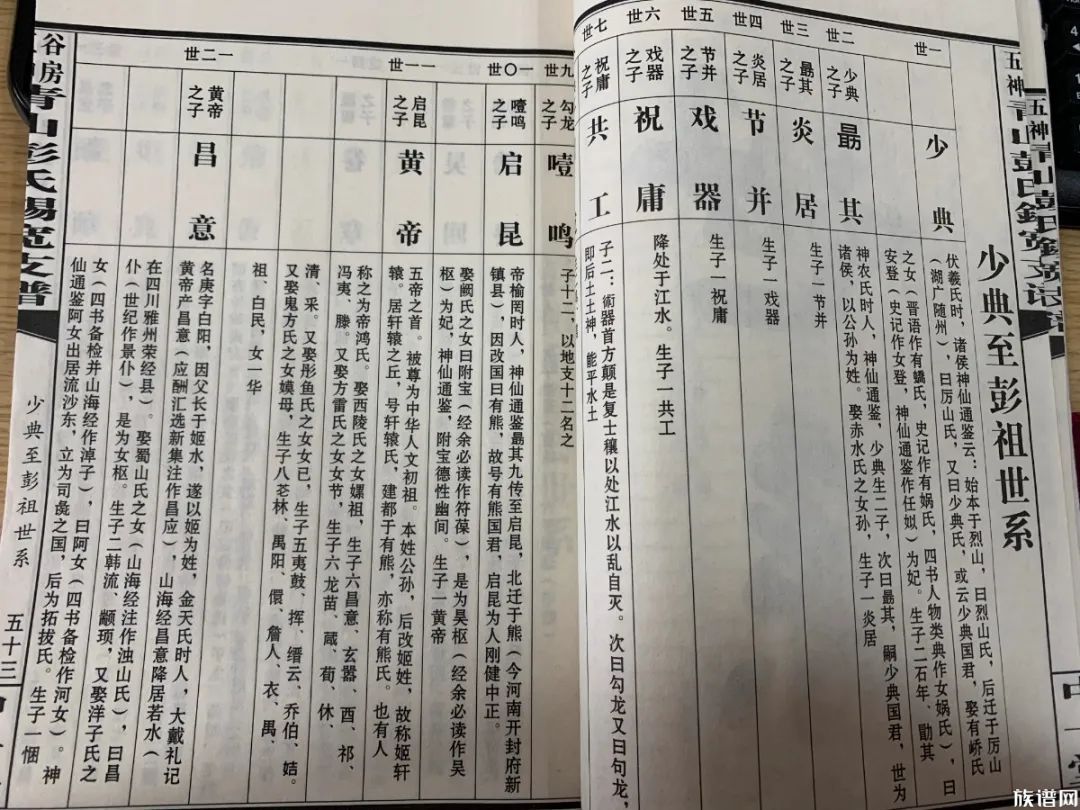 少典至彭祖世系
一世
少典
伏羲氏时，诸侯神仙通鉴云：始本于烈山，曰烈山氏，后迁于厉山
（湖广随州），曰厉山氏，又曰少典氏，或云少典国君，娶有峤氏
之女（晋语作有蟜氏，史记作有娲氏，四书人物类典作女娲氏），曰
安登（史记作女登，神仙通鉴作任姒）为妃。生子二石年、勖其
二世
少典之子
勗其
神农氏时人，神仙通鉴，少典生二子，次曰勗其，嗣少典国君，世为
诸侯，以公孙为姓。娶赤水氏之女孙，生子一炎居
三世
勗其之子
炎居
生子一节并
四世
炎居之子
节并
生子一戏器
五世
节并之子
戏器
生子一祝庸
六世
戏器之子
祝庸
降处于江水。生子一共工
七世
祝庸之子
共工
子二：術器首方颠是复士穰以处江水以乱自灭。次曰勾龙又曰句龙，
即后土土神，能平水土
九世
勾龙之子
噎鸣
子十二，以地支十二名之
一〇世
噎鸣之子
启昆
帝榆罔时人，神仙通鉴勗其九传至启昆，北迁于熊（今河南开封府新
镇县），因改国曰有熊，故号有熊国君，启昆为人刚健中正。
娶阙氏之女曰附宝（经余必读作符葆），是为昊枢（经余必读作吴
枢）为妃，神仙通鉴，附宝德性幽间。生子一黄帝
一一世
启昆之子
黄帝
五帝之首。被尊为中华人文初祖。本姓公孙，后改姬姓，故称姬轩
辕。居轩辕之丘，号轩辕氏，建都于有熊，亦称有熊氏。也有人
称之为帝鸿氏。娶西陵氏之女嫘祖，生子六昌意、玄嚣、酉、祁、
冯夷、滕。又娶方雷氏之女女节，生子六龙苗、葴、荀、休、
清、采。又娶彤鱼氏之女女已，生子五夷鼓、挥、缙云、乔伯、姞。
又娶鬼方氏之女嫫母，生子八苍林、禺阳、儇、詹人、衣、禺、
祖、白民，女一华
一二世
黄帝之子
昌意
名庚字白阳，因父长于姬水，遂以姬为姓，金天氏时人，大戴礼记
黄帝产昌意（应酬汇选新集注作昌应），山海经昌意降居若水（
在四川雅州荣经县）。娶蜀山氏之女（山海经注作浊山氏），曰昌
仆（世纪作景仆），是为女枢。生子二韩流、颛顼，又娶洋子氏之
女（四书备检并山海经作淖子），曰阿女（四书备检作河女）。神
仙通鉴阿女出居流沙东，立为司彘之国，后为拓拔氏。生子一悃
谷房青山彭氏锡宽支谱
少典至彭祖世系
五十三
族谱网